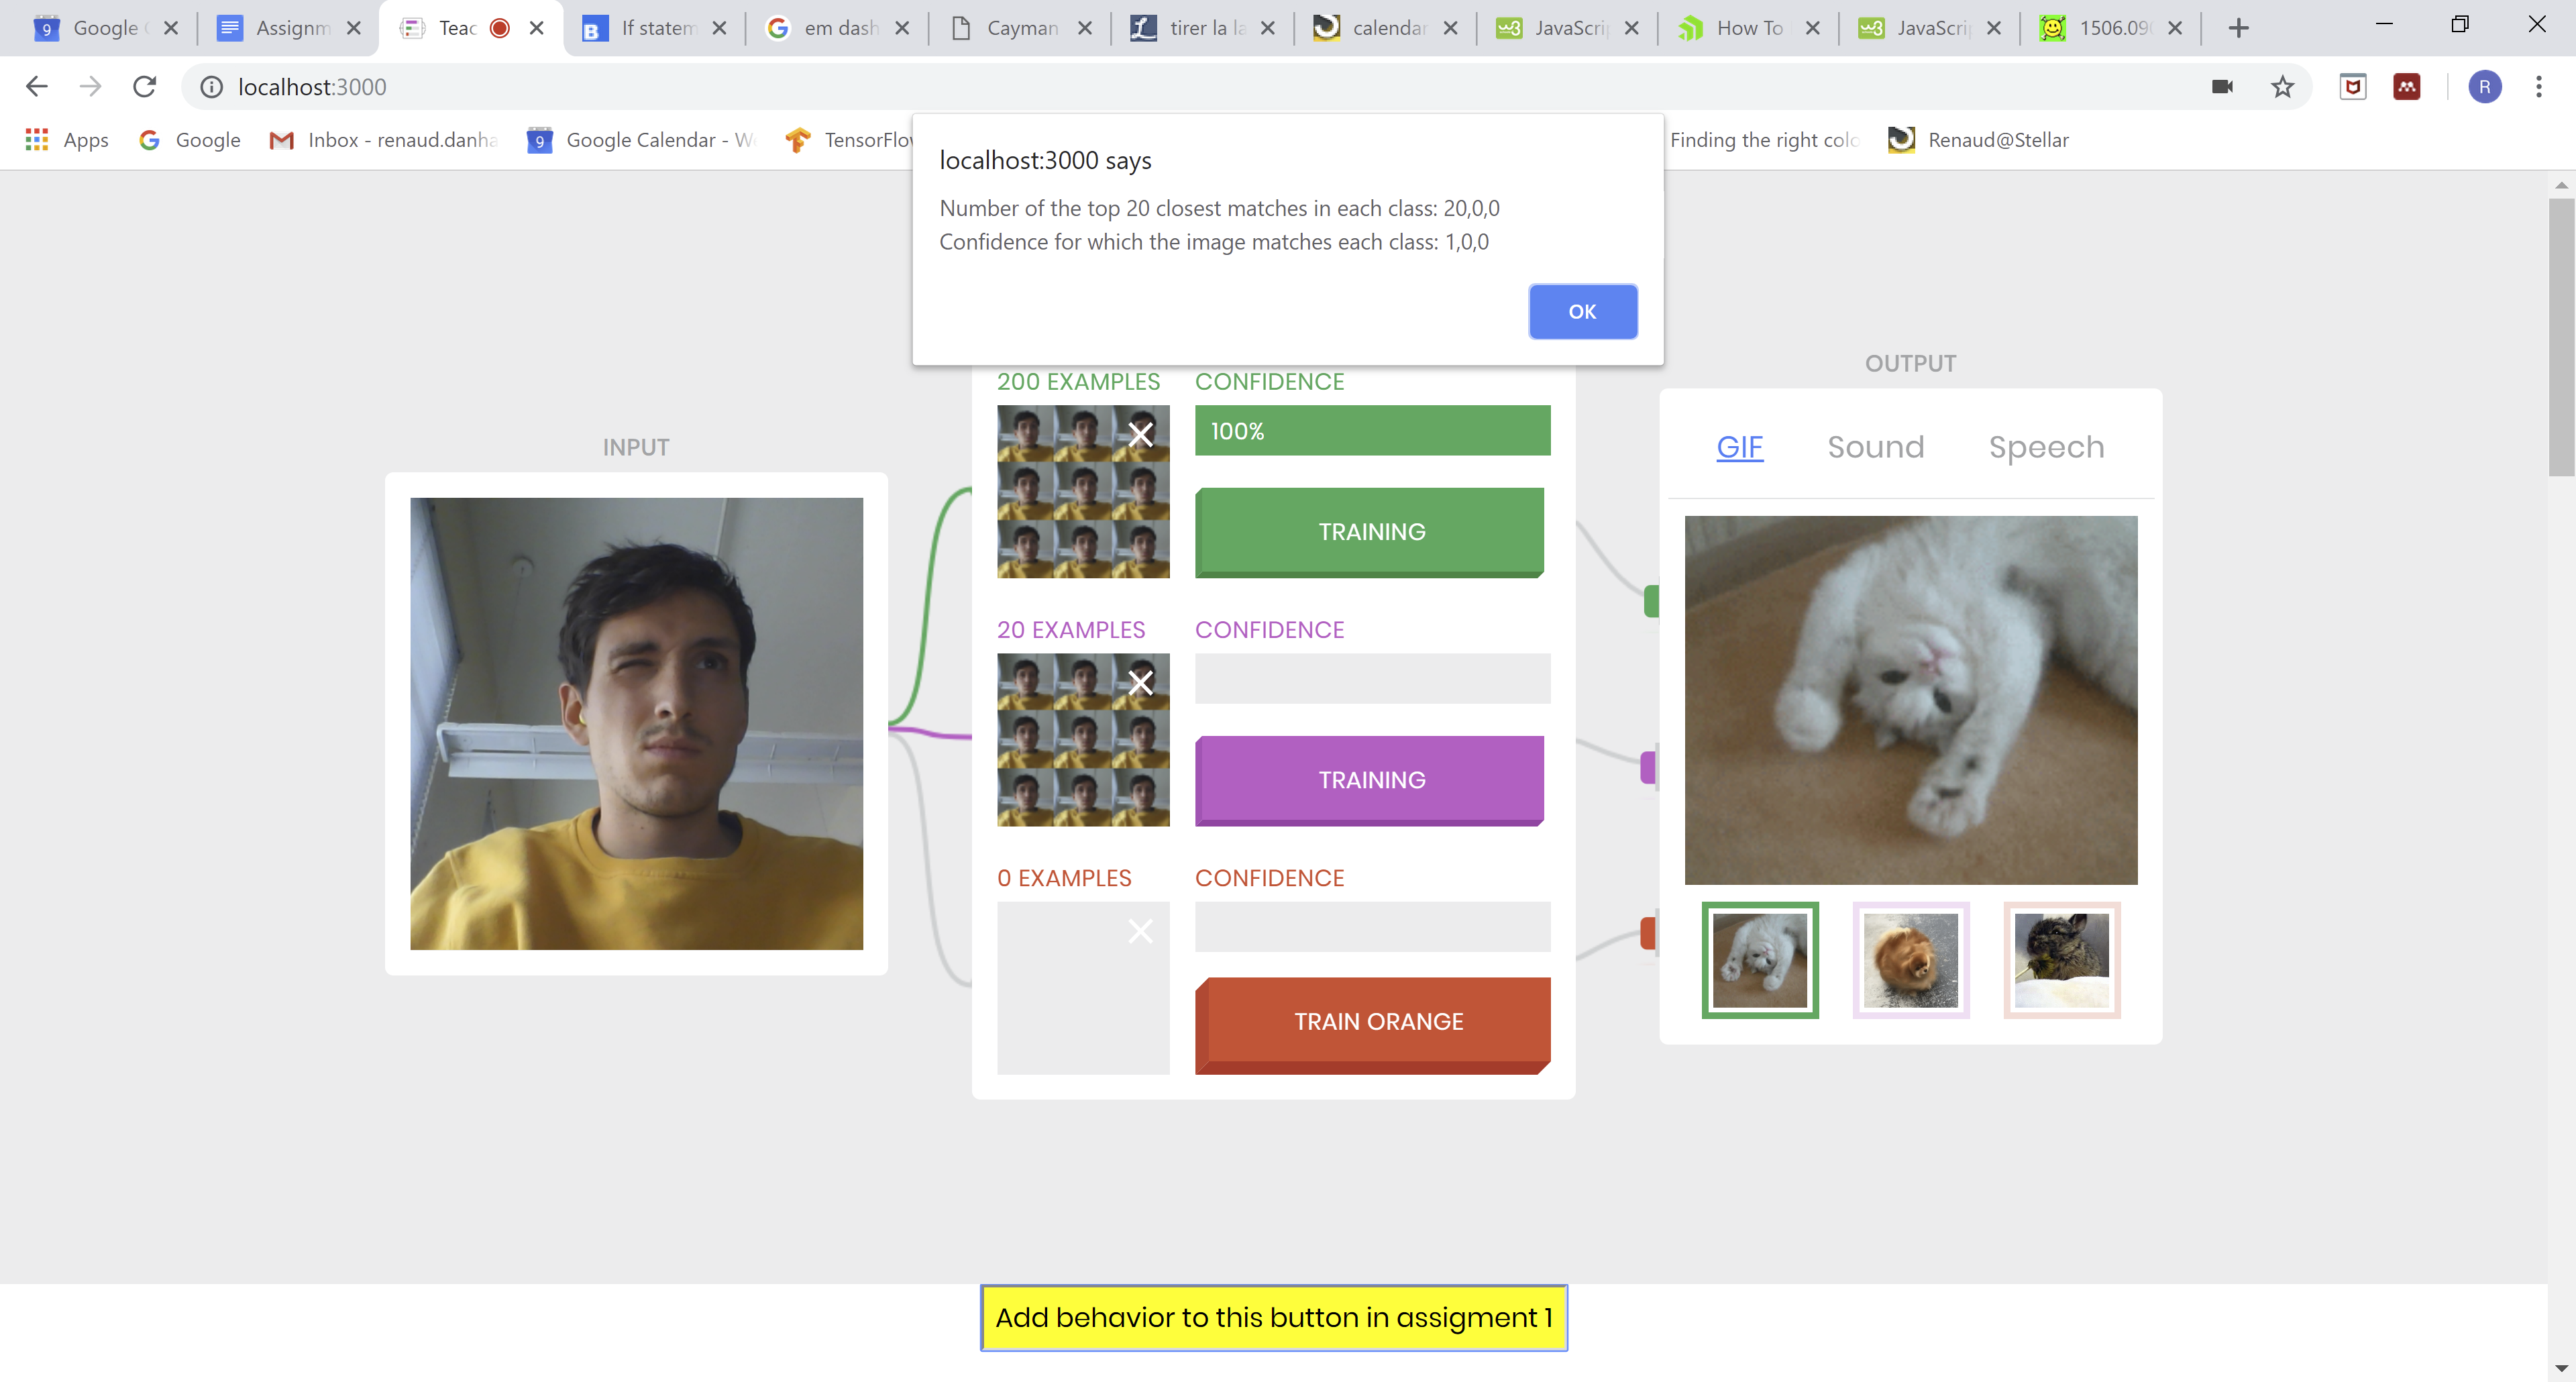 Google
Assignm
Teac
If statem
em dash
Cayman
tirer la la
calendar
JavaScri
How To
JavaScri
1506.090
localhost:3000
R
Apps
Google
Inbox - renaud.danha
Google Calendar - W
TensorFlo
Finding the right colo
Renaud@Stellar
localhost:3000 says
Number of the top 20 closest matches in each class: 20,0,0
Confidence for which the image matches each class: 1,0,0
OK
INPUT
200 EXAMPLES
CONFIDENCE
100%
TRAINING
20 EXAMPLES
CONFIDENCE
TRAINING
0 EXAMPLES
CONFIDENCE
TRAIN ORANGE
OUTPUT
GIF Sound Speech
Add behavior to this button in assigment 1